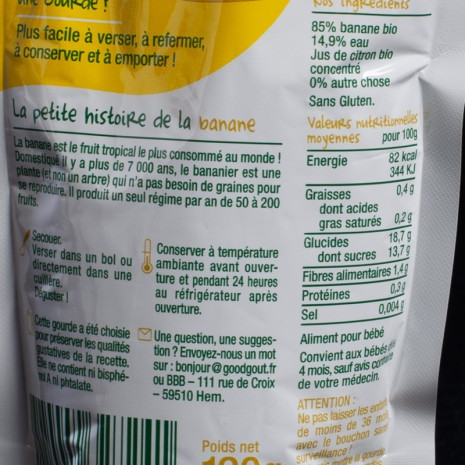 une Gourde !
Plus facile à verser, à refermer,
à conserver et à emporter !
La petite histoire de la banane
La banane est le fruit tropical le plus consommé au monde !
Domestiqué il y a plus de 7 000 ans, le bananier est une
plante (et non un arbre) qui n'a pas besoin de graines pour
se reproduire. Il produit un seul régime par an de 50 à 200
fruits.
Secouer.
Verser dans un bol ou
directement dans une
cuillère.
Déguster !
Conserver à température
ambiante avant ouver-
ture et pendant 24 heures
au réfrigérateur après
ouverture.
Cette gourde a été choisie
pour préserver les qualités
gustatives de la recette.
Elle ne contient ni bisphé-
nol A ni phtalate.
Une question, une sugges-
tion ? Envoyez-nous un mot
sur : bonjour@goodgout.fr
ou BBB – 111 rue de Croix
– 59510 Hem.
Poids net
Nos ingrédients
85% banane bio
14,9% eau
Jus de citron bio
concentré
0% autre chose
Sans Gluten.
Valeurs nutritionnelles
moyennes pour 100g
Energie 82 kcal
344 KJ
Graisses 0,4 g
dont acides
gras saturés 0,2 g
Glucides 18,7 g
dont sucres 13,7 g
Fibres alimentaires 1,4 g
Protéines 0,3 g
Sel 0,004 g
Aliment pour bébé
Convient aux bébés dès
4 mois, sauf avis
de votre médecin.
ATTENTION :
Ne pas laisser les
de moins de 36
avec le bouchon sans
surveillance !
la gourde